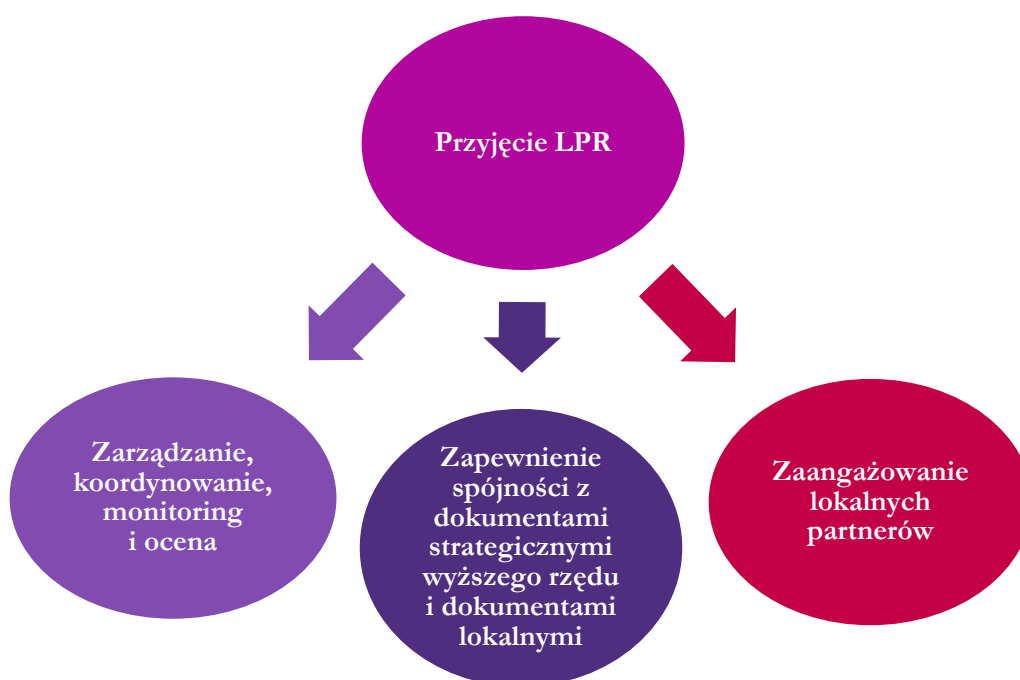 Przyjęcie LPR
Zarządzanie,
koordynowanie,
monitoring
i ocena
Zapewnienie
spójności z
dokumentami
strategicznymi
wyższego rzędu
i dokumentami
lokalnymi
Zaangażowanie
lokalnych
partnerów